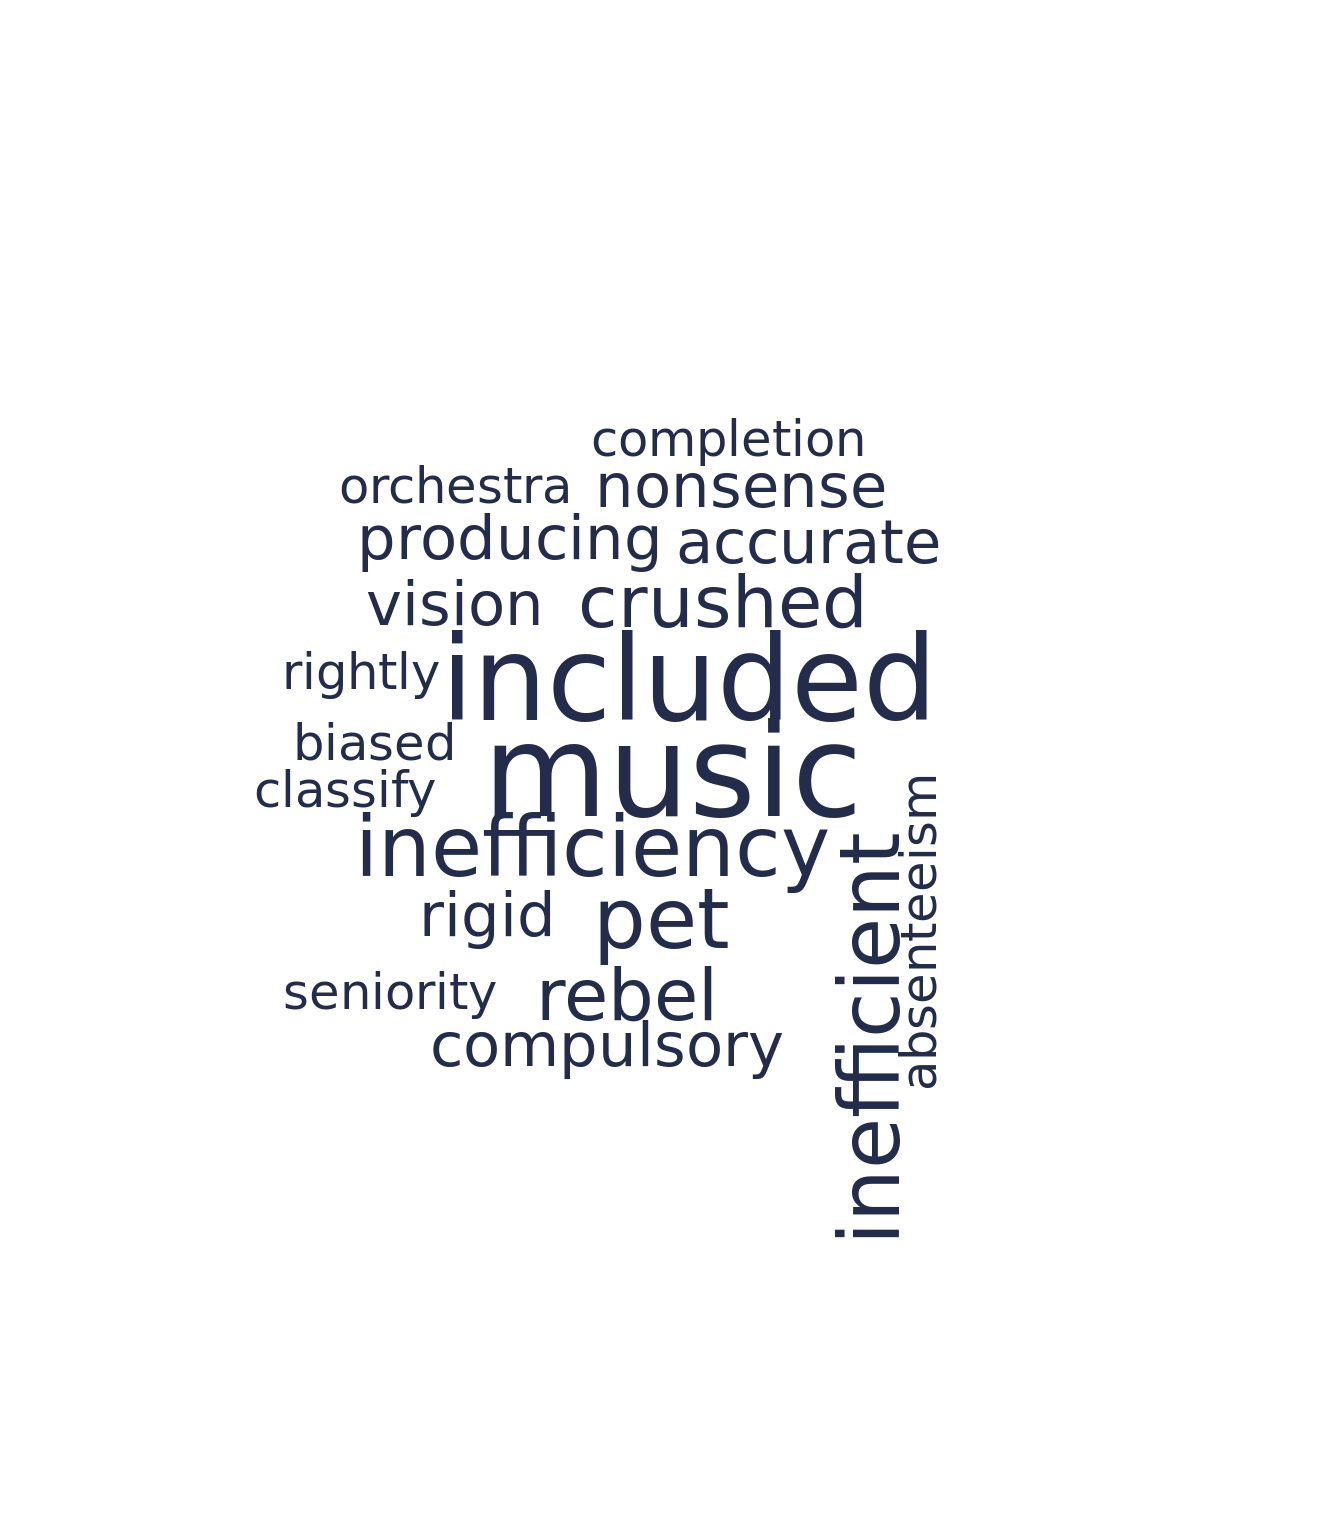 completion
orchestra nonsense
producing accurate
vision crushed
rightly included
biased music
classify
inefficiency
rigid pet
seniority rebel
compulsory
inefficient
absenteeism